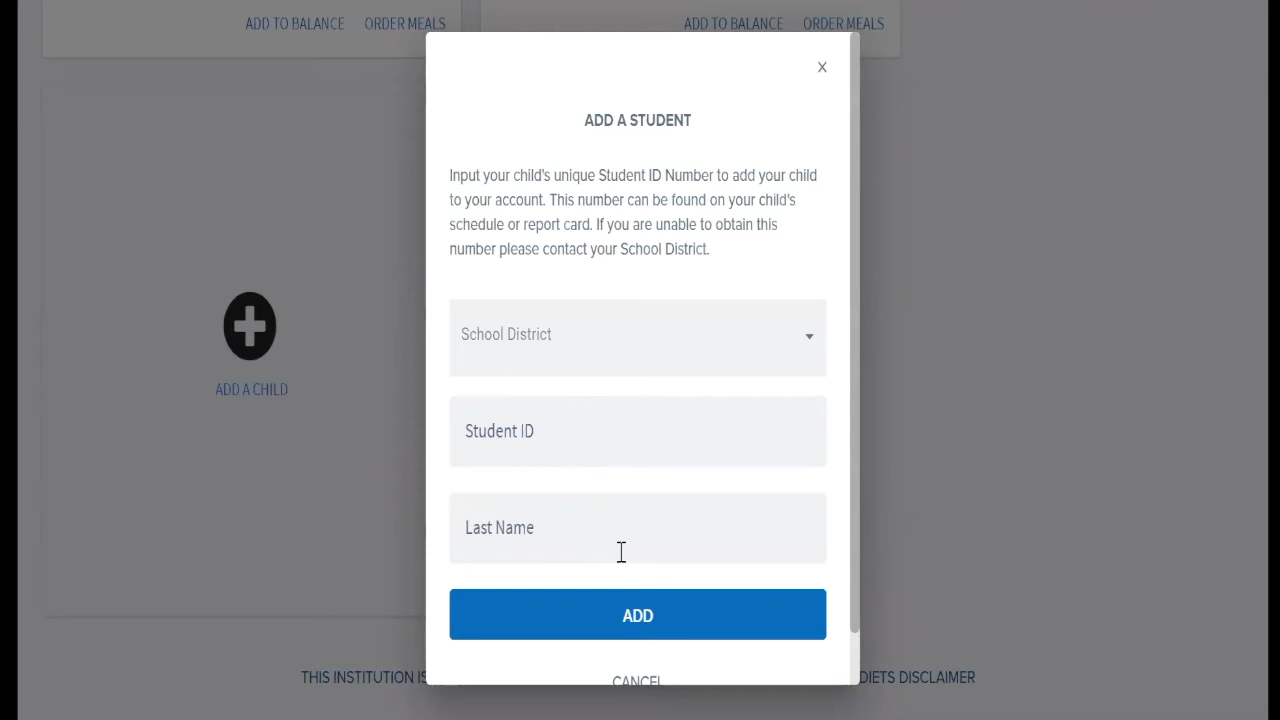 ADD TO BALANCE ORDER MEALS ADD TO BALANCE ORDER MEALS
X
ADD A STUDENT
Input your child's unique Student ID Number to add your child
to your account. This number can be found on your child's
schedule or report card. If you are unable to obtain this
number please contact your School District.
School District
Student ID
Last Name
ADD
CANCEL
ADD A CHILD
THIS INSTITUTION IS DIETS DISCLAIMER